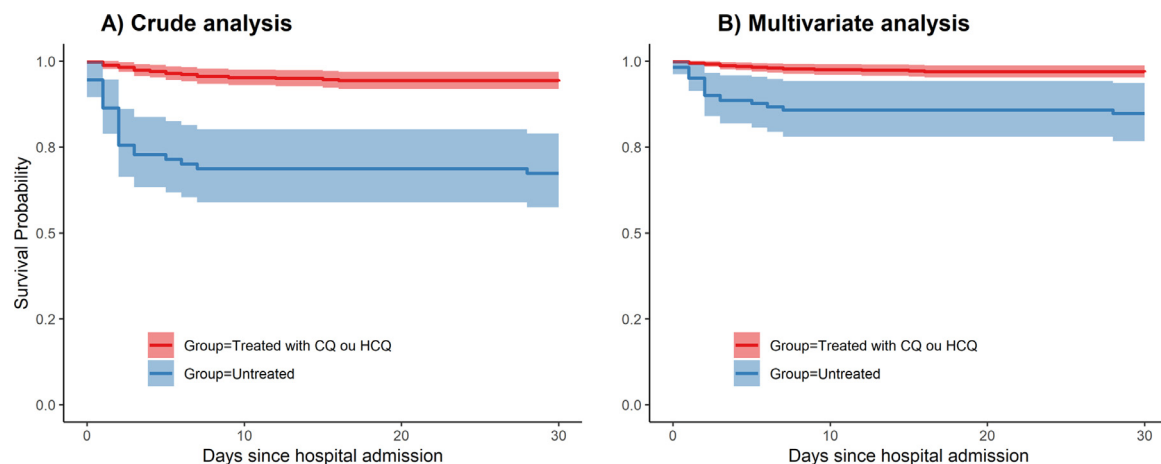 A) Crude analysis
1.0
0.8
0.5
0.2
0.0
Survival Probability
Group=Treated with CQ ou HCQ
Group=Untreated
0
10
20
30
Days since hospital admission
B) Multivariate analysis
1.0
0.8
0.5
0.2
0.0
Group=Treated with CQ ou HCQ
Group=Untreated
0
10
20
30
Days since hospital admission